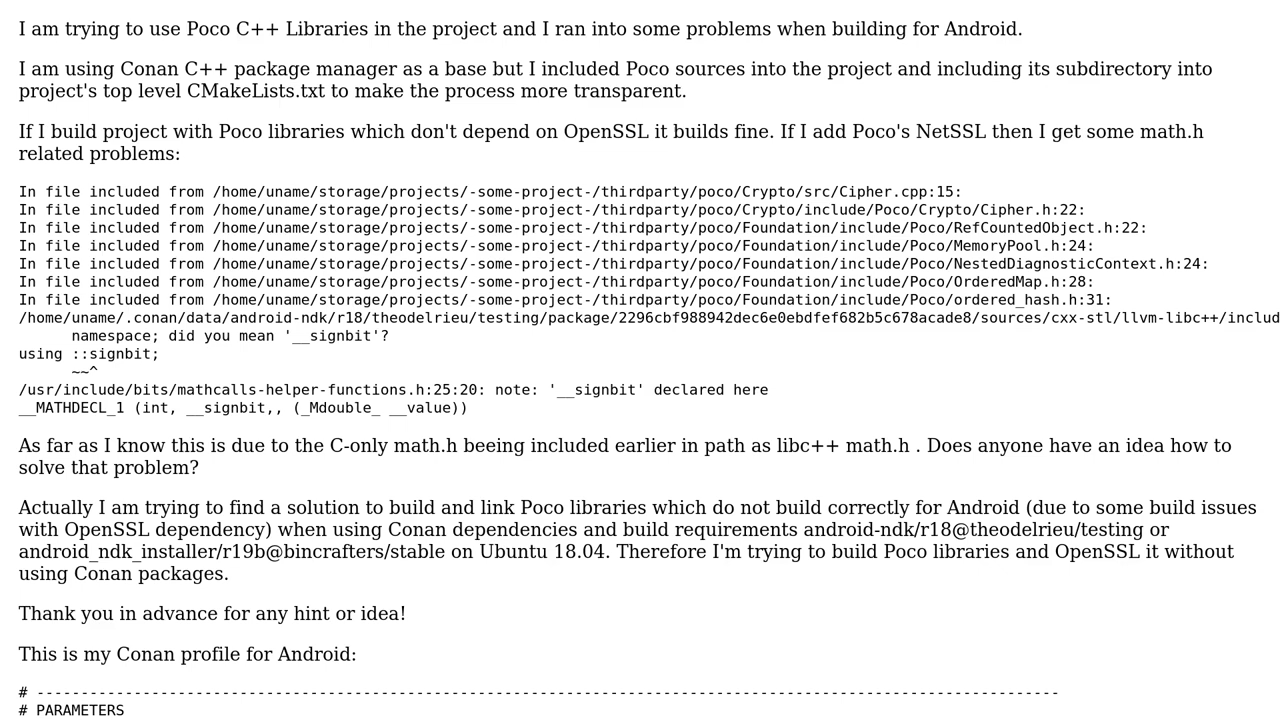 I am trying to use Poco C++ Libraries in the project and I ran into some problems when building for Android.
I am using Conan C++ package manager as a base but I included Poco sources into the project and including its subdirectory into
project's top level CMakeLists.txt to make the process more transparent.
If I build project with Poco libraries which don't depend on OpenSSL it builds fine. If I add Poco's NetSSL then I get some math.h
related problems:
In file included from /home/uname/storage/projects/-some-project-/thirdparty/poco/Crypto/src/Cipher.cpp:15:
In file included from /home/uname/storage/projects/-some-project-/thirdparty/poco/Crypto/include/Poco/Crypto/Cipher.h:22:
In file included from /home/uname/storage/projects/-some-project-/thirdparty/poco/Foundation/include/Poco/RefCountedObject.h:22:
In file included from /home/uname/storage/projects/-some-project-/thirdparty/poco/Foundation/include/Poco/MemoryPool.h:24:
In file included from /home/uname/storage/projects/-some-project-/thirdparty/poco/Foundation/include/Poco/NestedDiagnosticContext.h:24:
In file included from /home/uname/storage/projects/-some-project-/thirdparty/poco/Foundation/include/Poco/OrderedMap.h:28:
In file included from /home/uname/storage/projects/-some-project-/thirdparty/poco/Foundation/include/Poco/ordered_hash.h:31:
/home/uname/.conan/data/android-ndk/r18/theodelrieu/testing/package/2296cbf988942dec6e0ebdfef682b5c678acade8/sources/cxx-stl/llvm-libc++/includ
namespace; did you mean '__signbit'?
using ::signbit;
~~^
/usr/include/bits/mathcalls-helper-functions.h:25:20: note: '__signbit' declared here
__MATHDECL_1 (int, __signbit,, (_Mdouble_ __value))
As far as I know this is due to the C-only math.h beeing included earlier in path as libc++ math.h . Does anyone have an idea how to
solve that problem?
Actually I am trying to find a solution to build and link Poco libraries which do not build correctly for Android (due to some build issues
with OpenSSL dependency) when using Conan dependencies and build requirements android-ndk/r18@theodelrieu/testing or
android_ndk_installer/r19b@bincrafters/stable on Ubuntu 18.04. Therefore I'm trying to build Poco libraries and OpenSSL it without
using Conan packages.
Thank you in advance for any hint or idea!
This is my Conan profile for Android:
# -------------------------------------------------------------------------------------------------------------------
# PARAMETERS